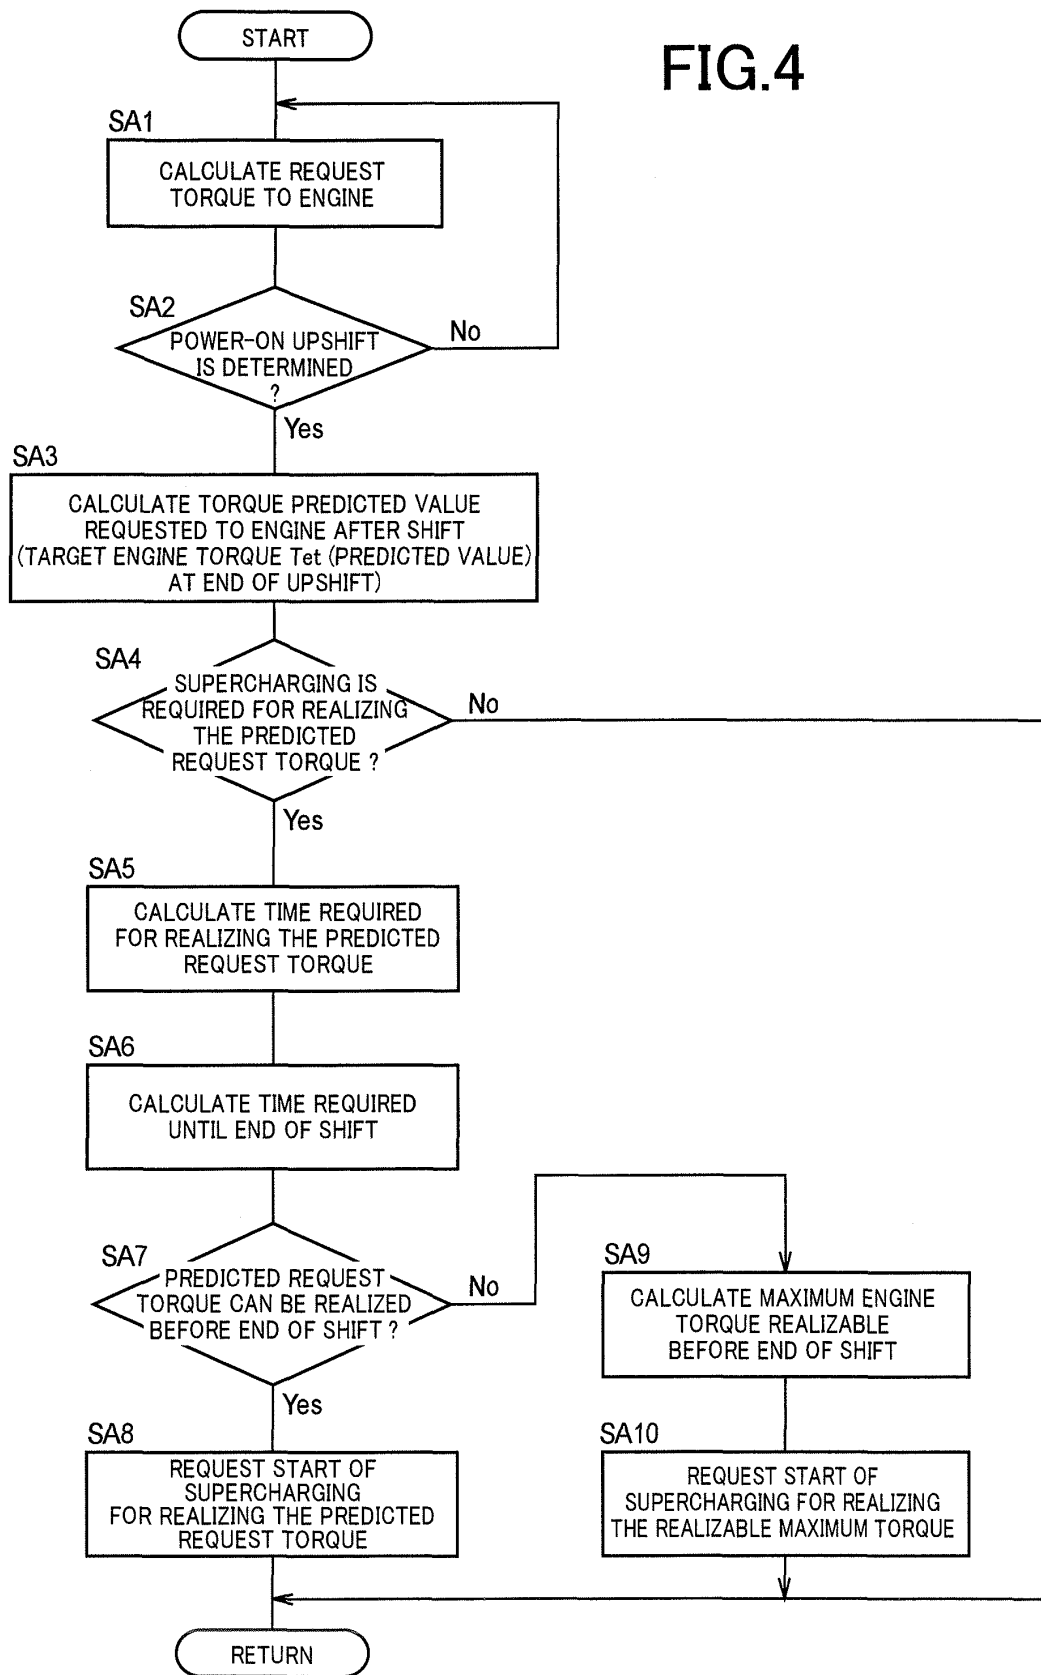 START
FIG.4
SA1
CALCULATE REQUEST
TORQUE TO ENGINE
SA2
POWER-ON UPSHIFT
IS DETERMINED
?
No
Yes
SA3
CALCULATE TORQUE PREDICTED VALUE
REQUESTED TO ENGINE AFTER SHIFT
(TARGET ENGINE TORQUE Tet (PREDICTED VALUE)
AT END OF UPSHIFT)
SA4
SUPERCHARGING IS
REQUIRED FOR REALIZING
THE PREDICTED
REQUEST TORQUE ?
No
Yes
SA5
CALCULATE TIME REQUIRED
FOR REALIZING THE PREDICTED
REQUEST TORQUE
SA6
CALCULATE TIME REQUIRED
UNTIL END OF SHIFT
SA7
PREDICTED REQUEST
TORQUE CAN BE REALIZED
BEFORE END OF SHIFT ?
No
Yes
SA8
REQUEST START OF
SUPERCHARGING
FOR REALIZING THE PREDICTED
REQUEST TORQUE
SA9
CALCULATE MAXIMUM ENGINE
TORQUE REALIZABLE
BEFORE END OF SHIFT
SA10
REQUEST START OF
SUPERCHARGING FOR REALIZING
THE REALIZABLE MAXIMUM TORQUE
RETURN